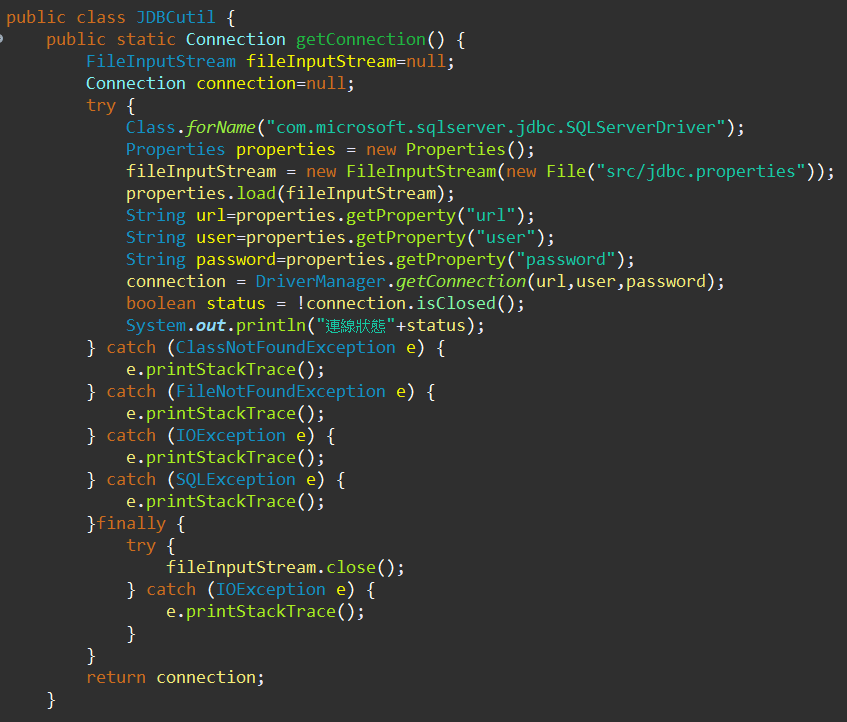 public class JDBCutil {
    public static Connection getConnection() {
        FileInputStream fileInputStream=null;
        Connection connection=null;
        try {
            Class.forName("com.microsoft.sqlserver.jdbc.SQLServerDriver");
            Properties properties = new Properties();
            fileInputStream = new FileInputStream(new File("src/jdbc.properties"));
            properties.load(fileInputStream);
            String url=properties.getProperty("url");
            String user=properties.getProperty("user");
            String password=properties.getProperty("password");
            connection = DriverManager.getConnection(url,user,password);
            boolean status = !connection.isClosed();
            System.out.println("連線狀態"+status);
        } catch (ClassNotFoundException e) {
            e.printStackTrace();
        } catch (FileNotFoundException e) {
            e.printStackTrace();
        } catch (IOException e) {
            e.printStackTrace();
        } catch (SQLException e) {
            e.printStackTrace();
        }finally {
            try {
                fileInputStream.close();
            } catch (IOException e) {
                e.printStackTrace();
            }
        }
        return connection;
    }